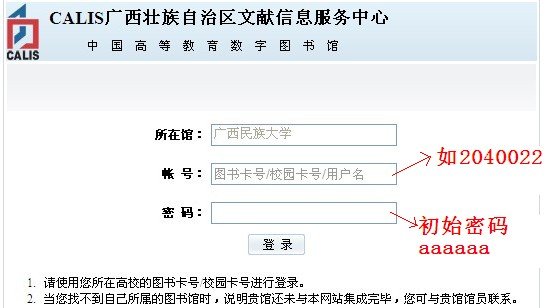 CALIS广西壮族自治区文献信息服务中心
中国高等教育数字图书馆
CALIS
所在馆： 广西民族大学
帐 号： 图书卡号/校园卡号/用户名
如2040022
密 码：
初始密码
aaaaaa
登 录
1. 请使用您所在高校的图书卡号/校园卡号进行登录。
2. 当您找不到自己所属的图书馆时，说明贵馆还未与本网站集成完毕，您可与贵馆馆员联系。